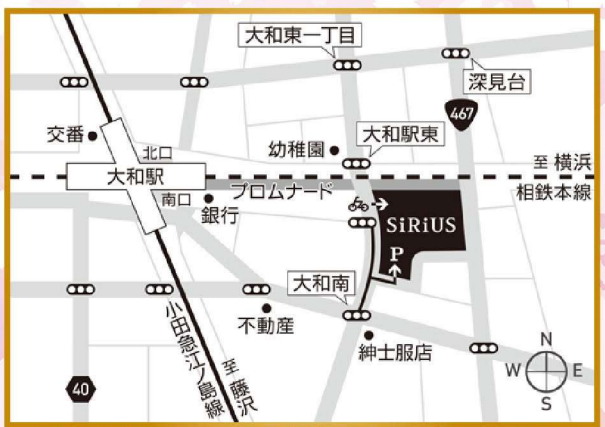 大和東一丁目
深見台
467
交番
北口
幼稚園
大和駅東
至 横浜
大和駅
プロムナード
相鉄本線
南口
銀行
SiRiUS
P
大和南
不動産
紳士服店
小田急江ノ島線
至 藤沢
40
N
W
E
S